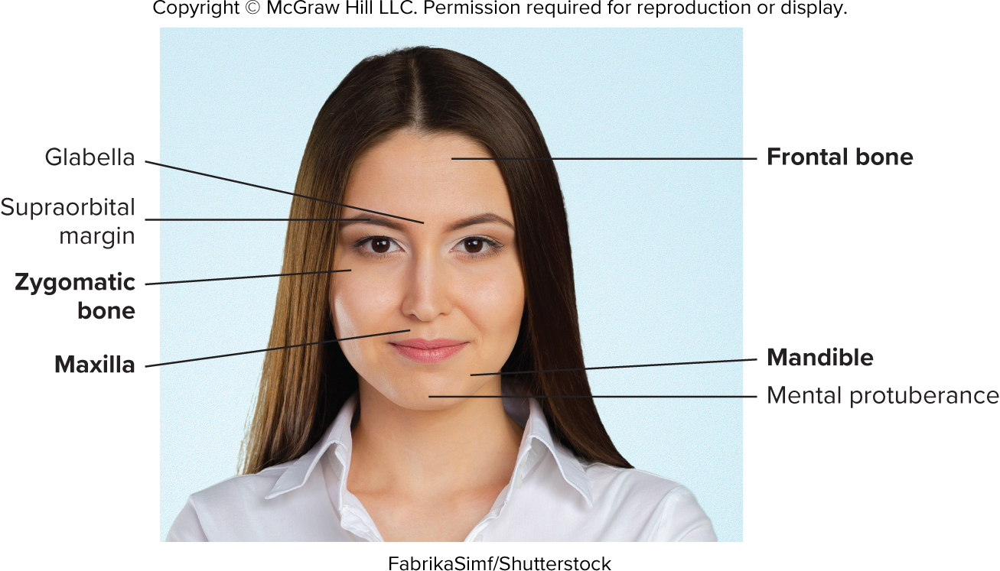 Copyright © McGraw Hill LLC. Permission required for reproduction or display.
Glabella
Supraorbital
margin
Zygomatic
bone
Maxilla
Frontal bone
Mandible
Mental protuberance
FabrikaSimf/Shutterstock